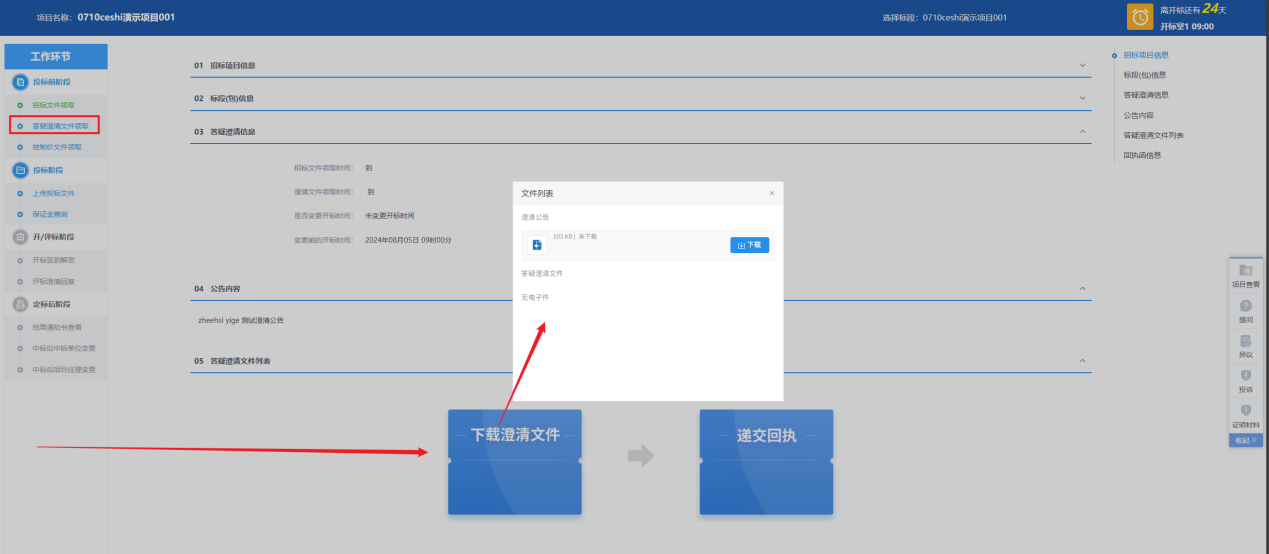 项目名称: 0710ceshi演示项目001
选择标段: 0710ceshi演示项目001
离开标还有24天
开标室1 09:00
工作环节
投标前阶段
招标文件领取
答疑澄清文件领取
控制价文件领取
投标阶段
上传投标文件
保证金查询
开/评标阶段
开标签到解密
评标澄清回复
定标后阶段
结果通知书查看
中标后中标单位变更
中标后项目经理变更
01 招标项目信息
02 标段(包)信息
03 答疑澄清信息
招标文件领取时间: 到
澄清文件领取时间: 到
是否变更开标时间: 未变更开标时间
变更前的开标时间: 2024年08月05日 09时00分
04 公告内容
zheehsi yige 测试澄清公告
05 答疑澄清文件列表
下载澄清文件
递交回执
文件列表 ×
澄清公告
103 KB | 未下载
下载
答疑澄清文件
无电子件
招标项目信息
标段(包)信息
答疑澄清信息
公告内容
答疑澄清文件列表
回执函信息
项目查看
提问
异议
投诉
证明材料
收起 »